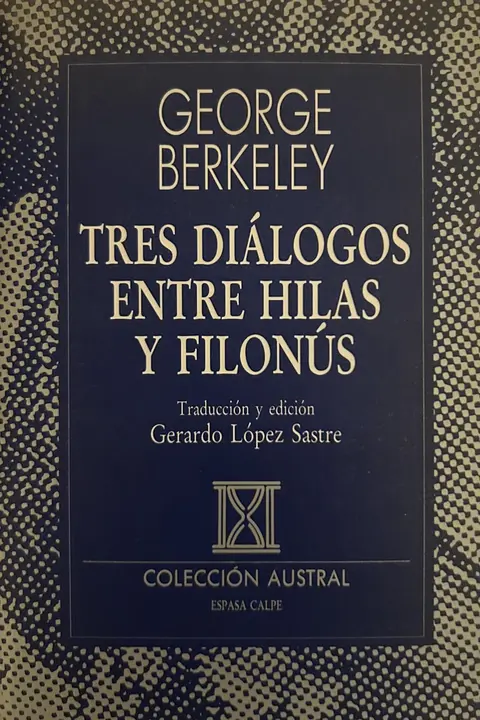 GEORGE
BERKELEY
TRES DIÁLOGOS
ENTRE HILAS
Y FILONÚS
Traducción y edición
Gerardo López Sastre
COLECCIÓN AUSTRAL
ESPASA CALPE